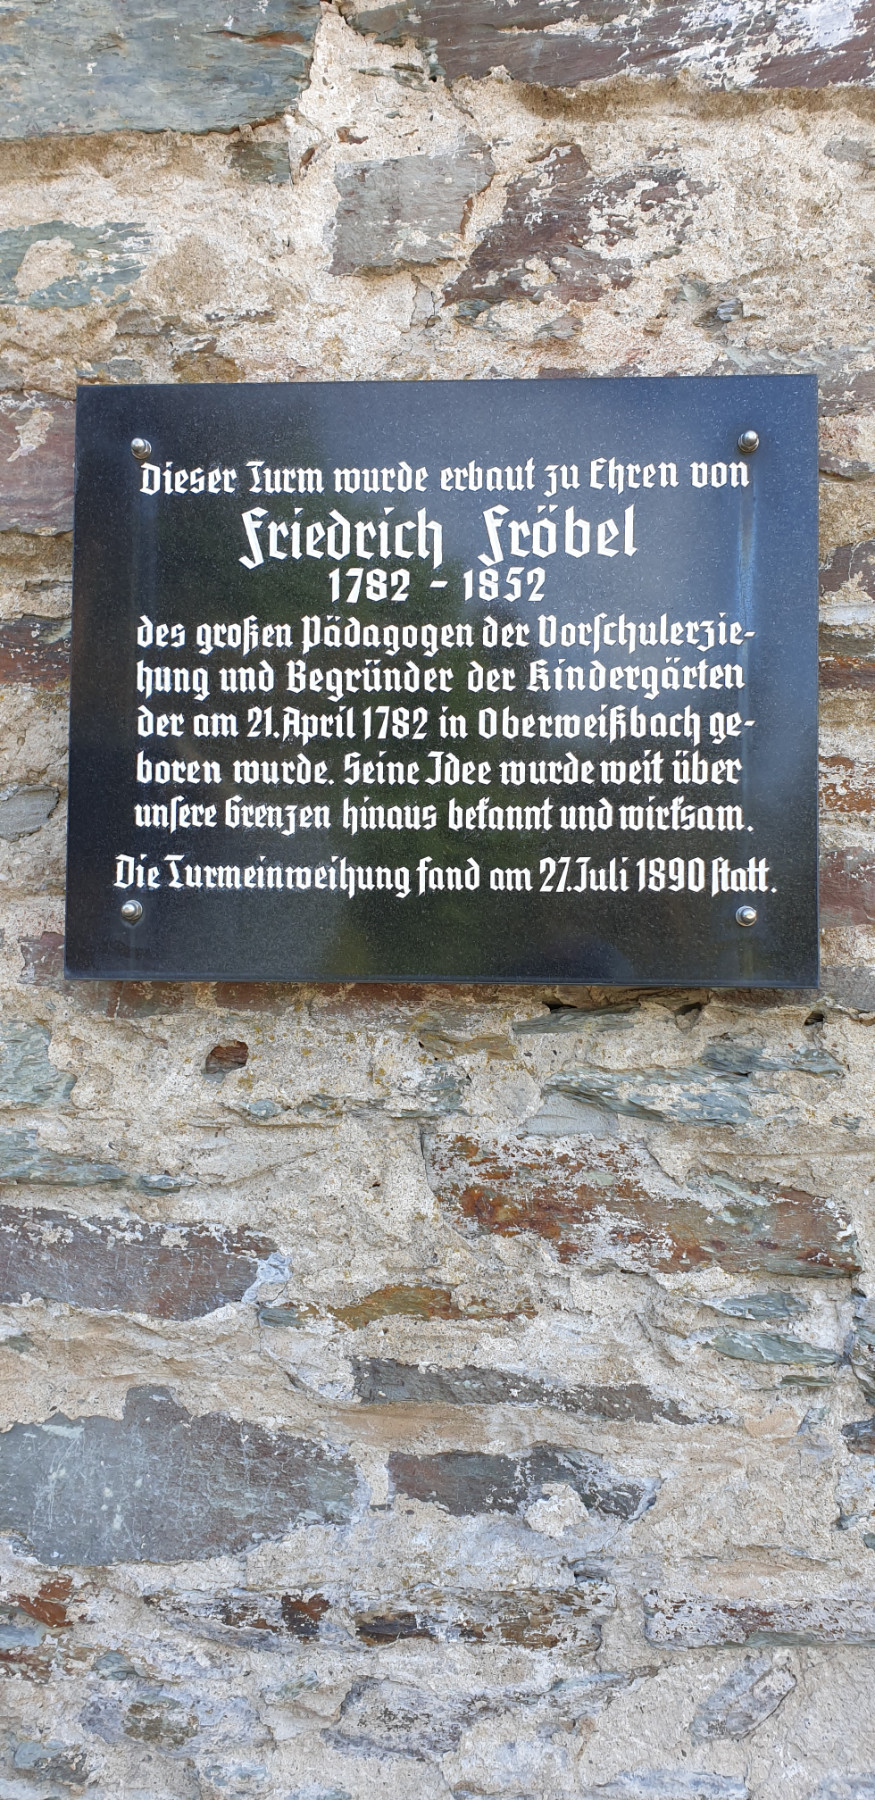 Dieser Turm wurde erbaut zu Ehren von
Friedrich Fröbel
1782 - 1852
des großen Pädagogen der Vorſchulerzie-
hung und Begründer der Kindergärten
der am 21.April 1782 in Oberweißbach ge-
boren wurde. Seine Idee wurde weit über
unſere Grenzen hinaus bekannt und wirksam.
Die Turmeinweihung fand am 27.Juli 1890 ſtatt.